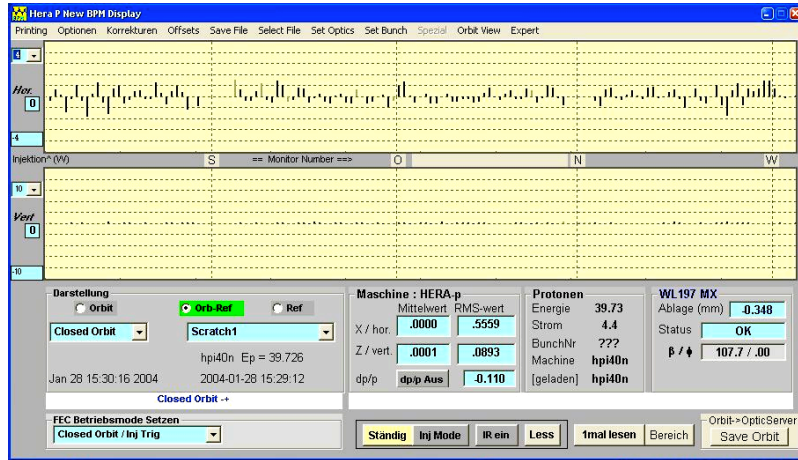 Hera P New BPM Display
Printing Optionen Korrekturen Offsets Save File Select File Set Optics Set Bunch Spezial Orbit View Expert
4
Hor.
0
-4
Injektion^ (W) S == Monitor Number ==> O N W
10
Vert
0
-10
Darstellung
Orbit Orb-Ref Ref
Closed Orbit Scratch1
hpi40n Ep = 39.726
Jan 28 15:30:16 2004 2004-01-28 15:29:12
Closed Orbit -+
FEC Betriebsmode Setzen
Closed Orbit / Inj Trig
Maschine : HERA-p
Mittelwert RMS-wert
X / hor. .0000 .5559
Z / vert. .0001 .0893
dp/p dp/p Aus -0.110
Protonen
Energie 39.73
Strom 4.4
BunchNr ???
Machine hpi40n
[geladen] hpi40n
WL197 MX
Ablage (mm) -0.348
Status OK
β / ϕ 107.7 / .00
Ständig Inj Mode IR ein Less 1mal lesen Bereich
Orbit->OpticServer
Save Orbit